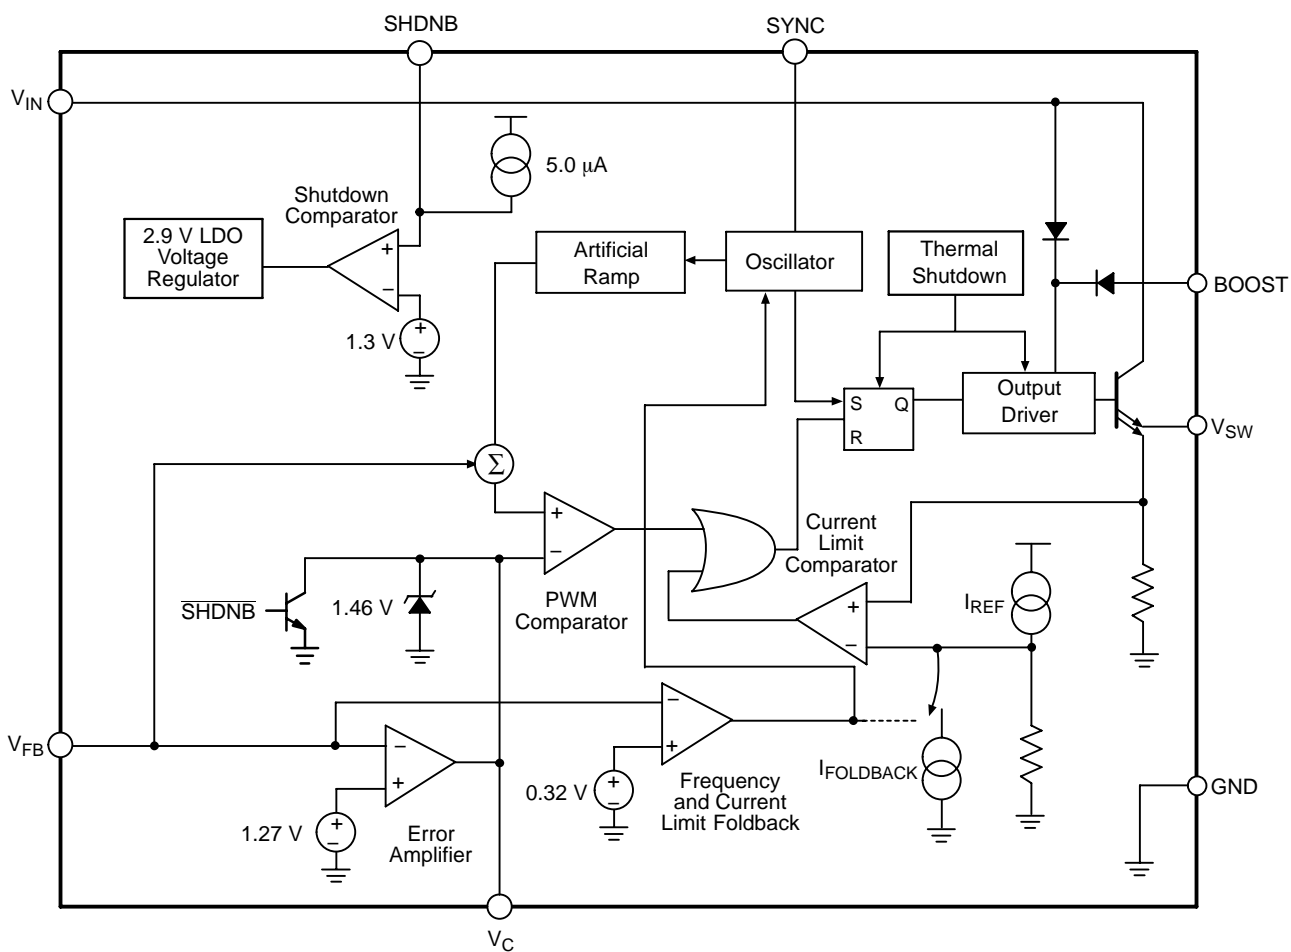 SHDNB
SYNC
V_IN
5.0 μA
Shutdown
Comparator
2.9 V LDO
Voltage
Regulator
+
−
1.3 V
+
−
Artificial
Ramp
Oscillator
Thermal
Shutdown
BOOST
S
Q
R
Output
Driver
V_SW
Σ
+
−
PWM
Comparator
Current
Limit
Comparator
+
−
I_REF
S̅H̅D̅N̅B̅
1.46 V
V_FB
−
+
1.27 V
+
−
Error
Amplifier
−
+
0.32 V
+
−
Frequency
and Current
Limit Foldback
I_FOLDBACK
GND
V_C